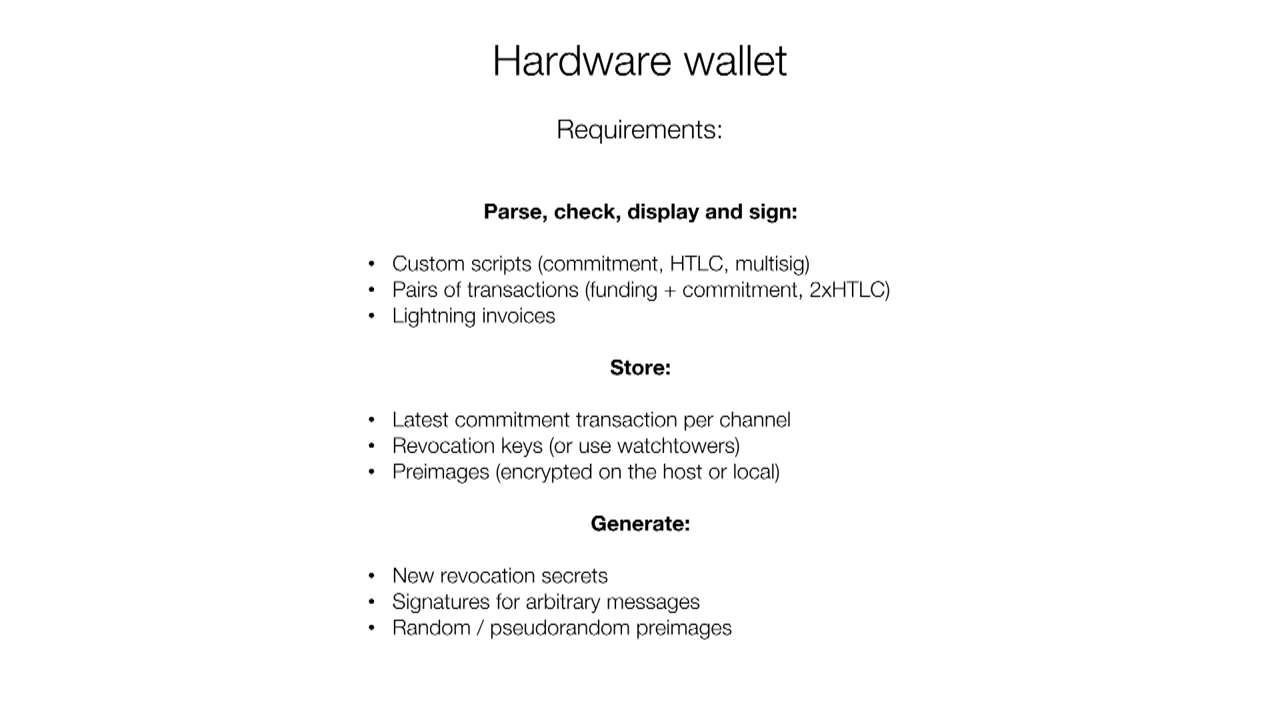 Hardware wallet
Requirements:
Parse, check, display and sign:
• Custom scripts (commitment, HTLC, multisig)
• Pairs of transactions (funding + commitment, 2xHTLC)
• Lightning invoices
Store:
• Latest commitment transaction per channel
• Revocation keys (or use watchtowers)
• Preimages (encrypted on the host or local)
Generate:
• New revocation secrets
• Signatures for arbitrary messages
• Random / pseudorandom preimages